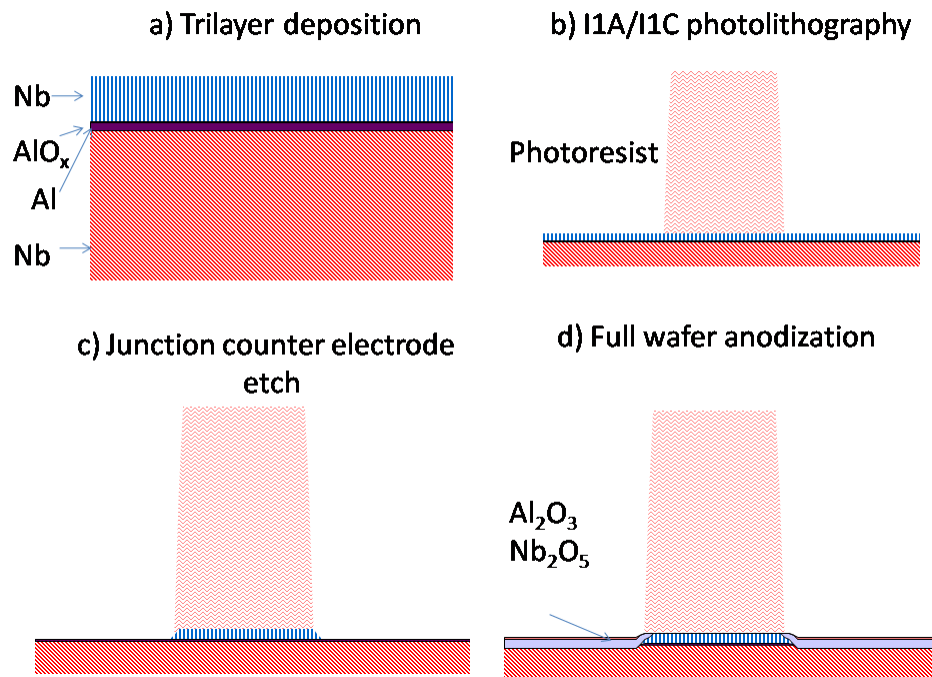 a) Trilayer deposition
Nb
AlOₓ
Al
Nb
b) I1A/I1C photolithography
Photoresist
c) Junction counter electrode
etch
d) Full wafer anodization
Al₂O₃
Nb₂O₅